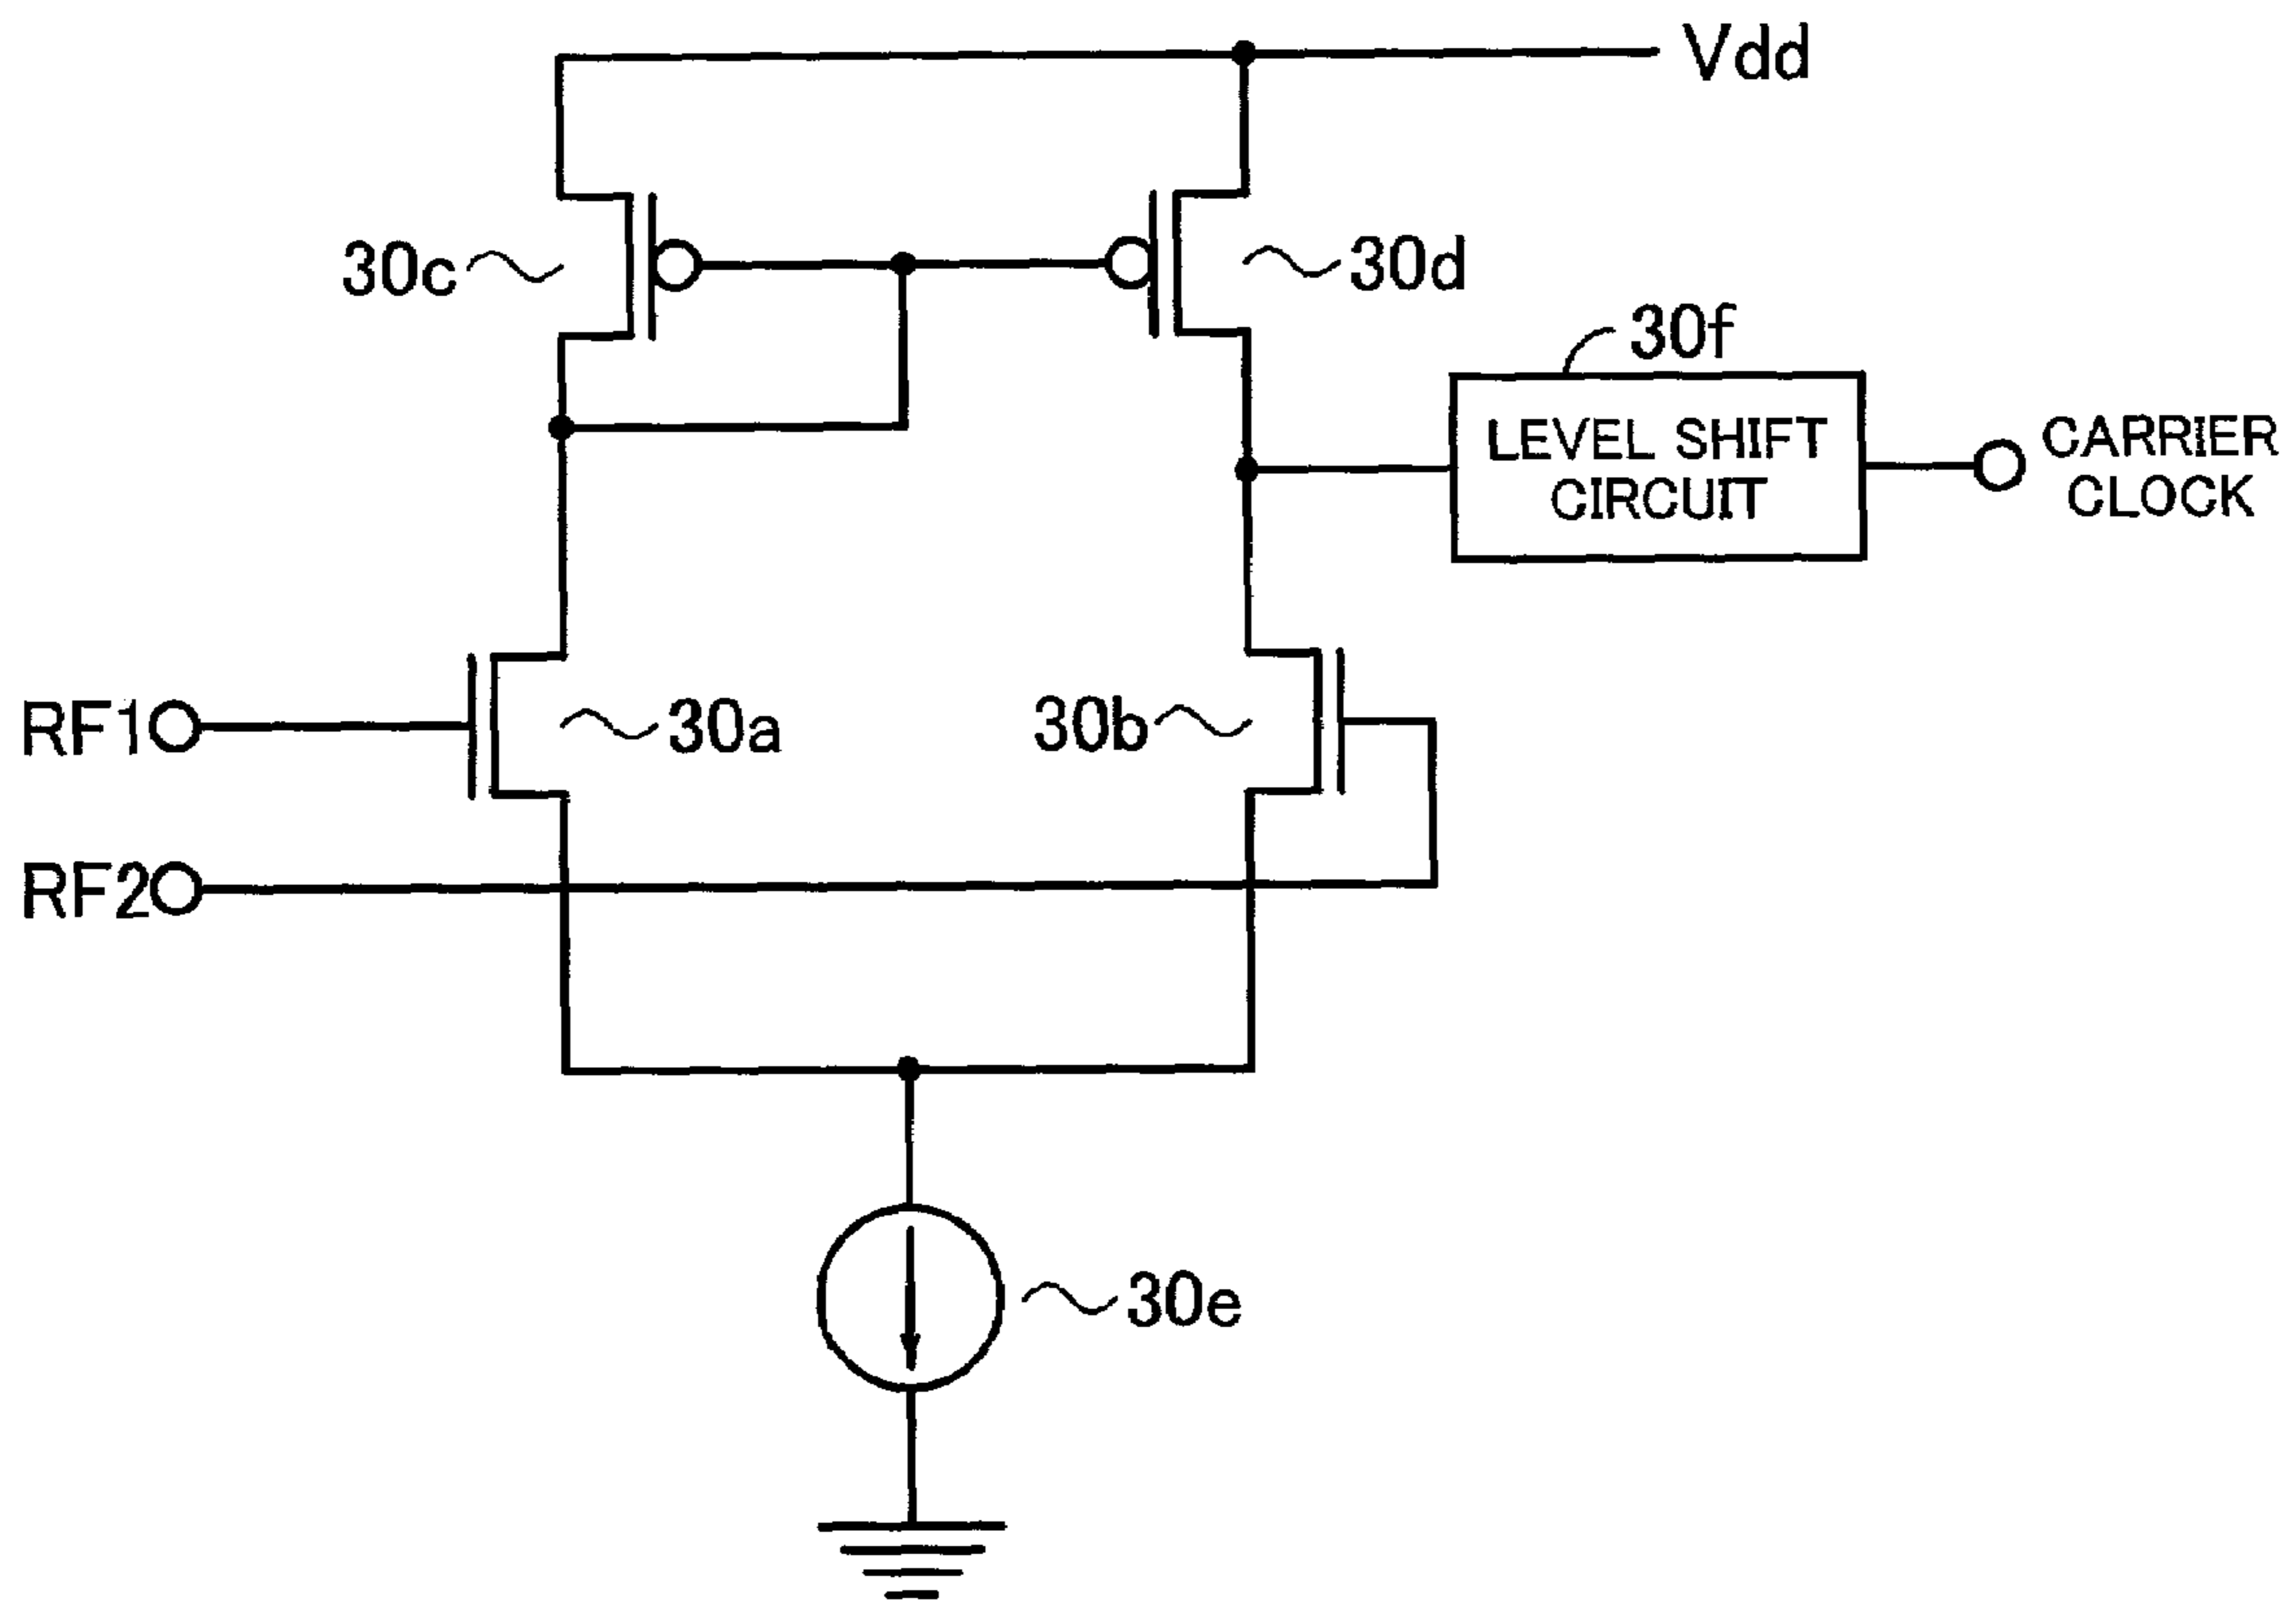 Vdd
30c
30d
30f
LEVEL SHIFT
CIRCUIT
CARRIER
CLOCK
RF1
30a
30b
RF2
30e